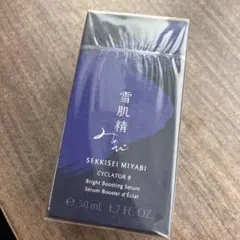 雪肌精
みやび
SEKKISEI MIYABI
CYCLATOR B
Bright Boosting Serum
Sérum Booster d'Éclat
e 50 mL 1.7 FL. OZ.